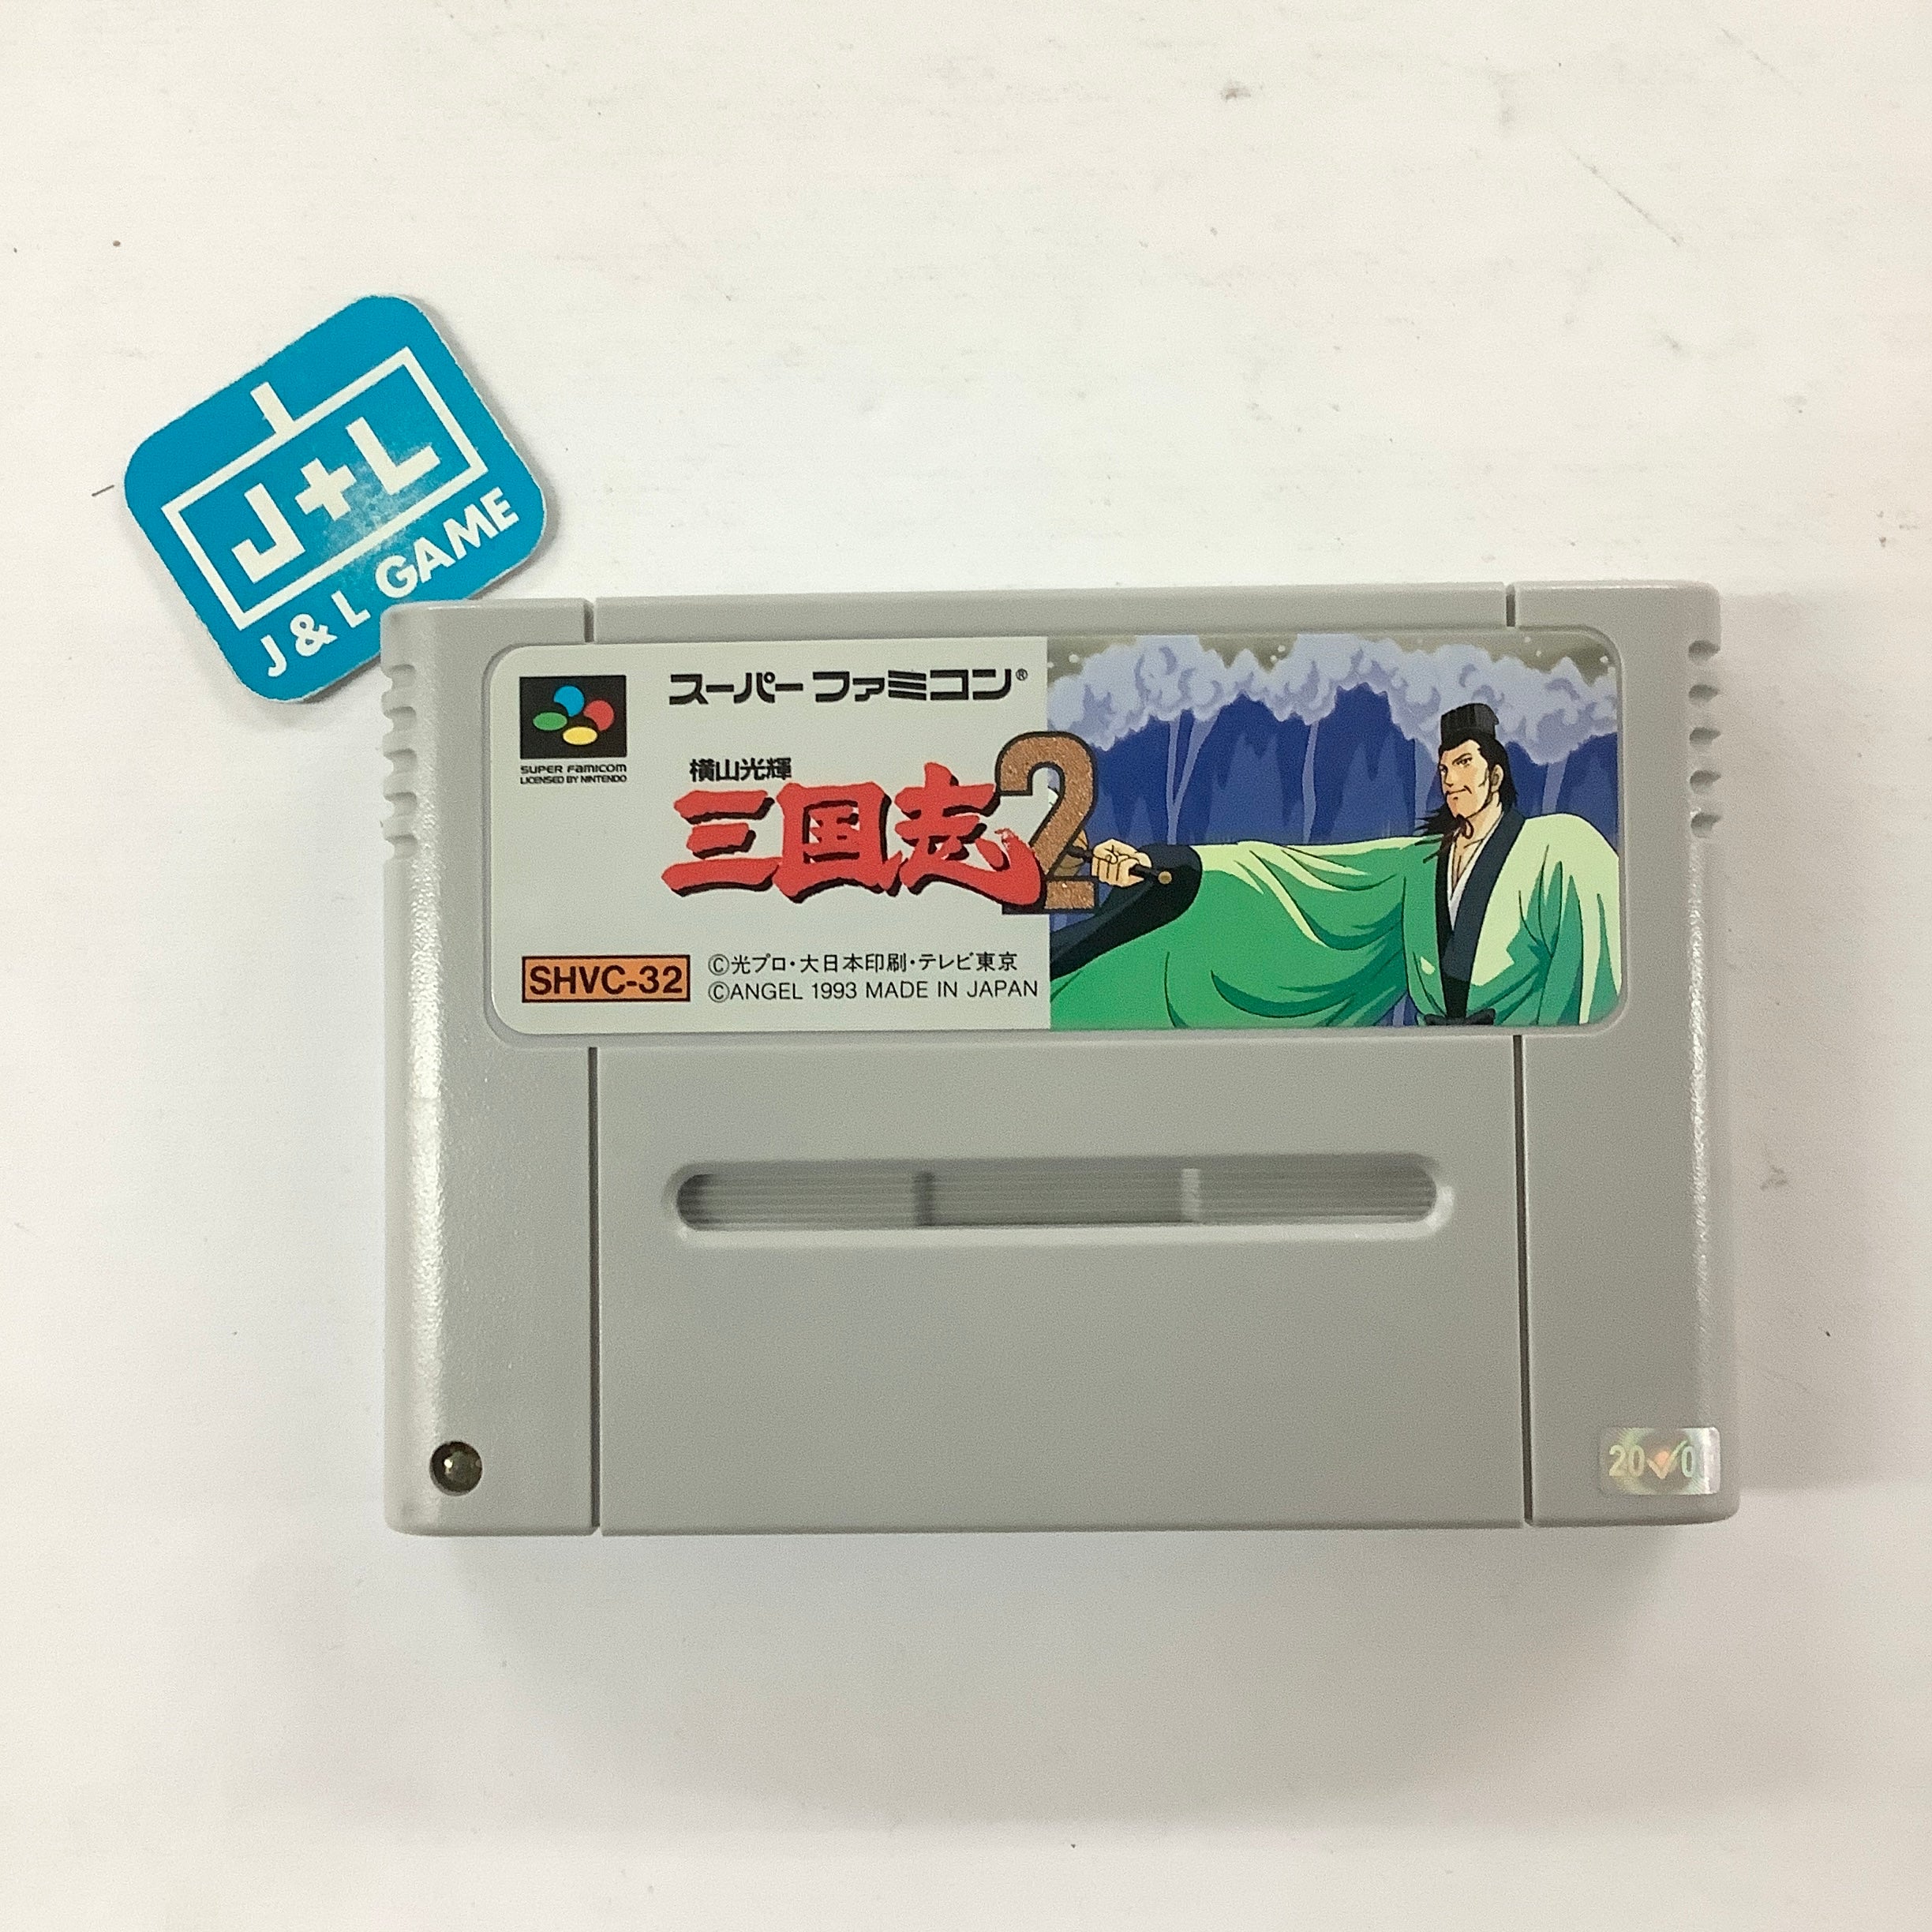 J+L
J & L GAME
スーパーファミコン®
SUPER FAMICOM
LICENSED BY NINTENDO
横山光輝
三国志2
SHVC-32
©光プロ・大日本印刷・テレビ東京
©ANGEL 1993 MADE IN JAPAN